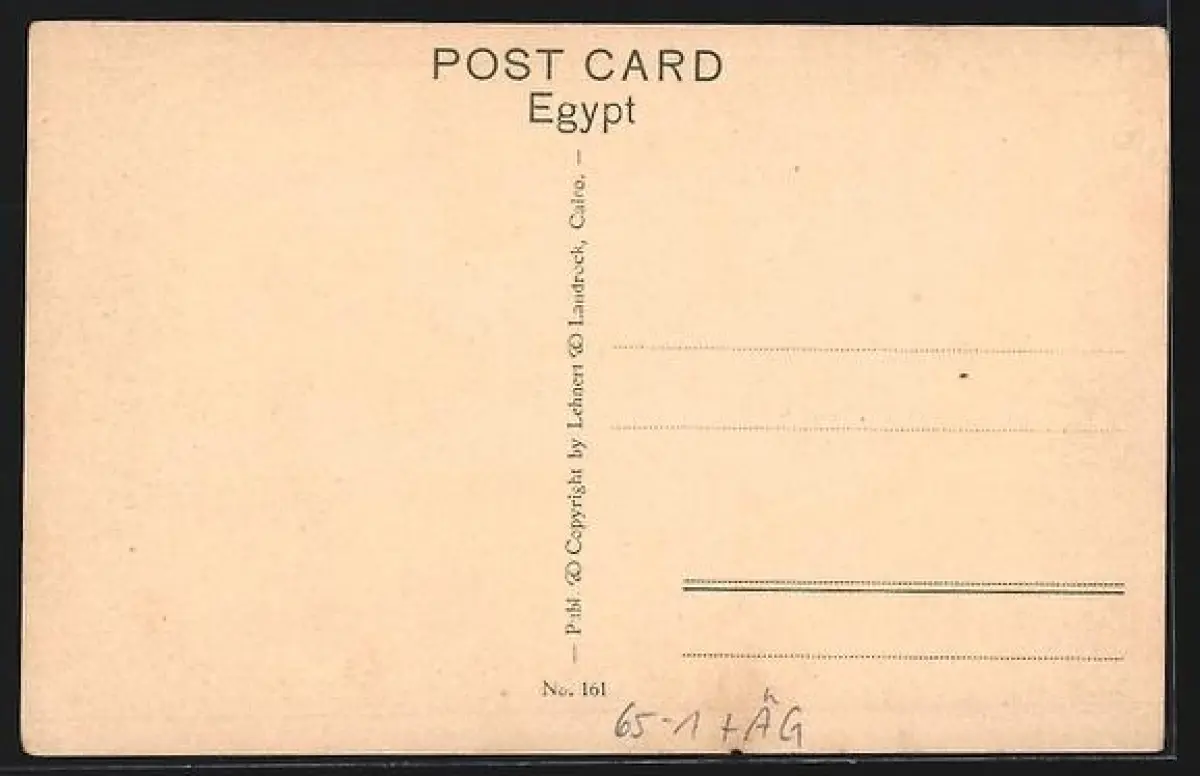 POST CARD
Egypt
— Publ. & Copyright by Lehnert & Landrock, Cairo. —
No. 161
65-1 + ÄG